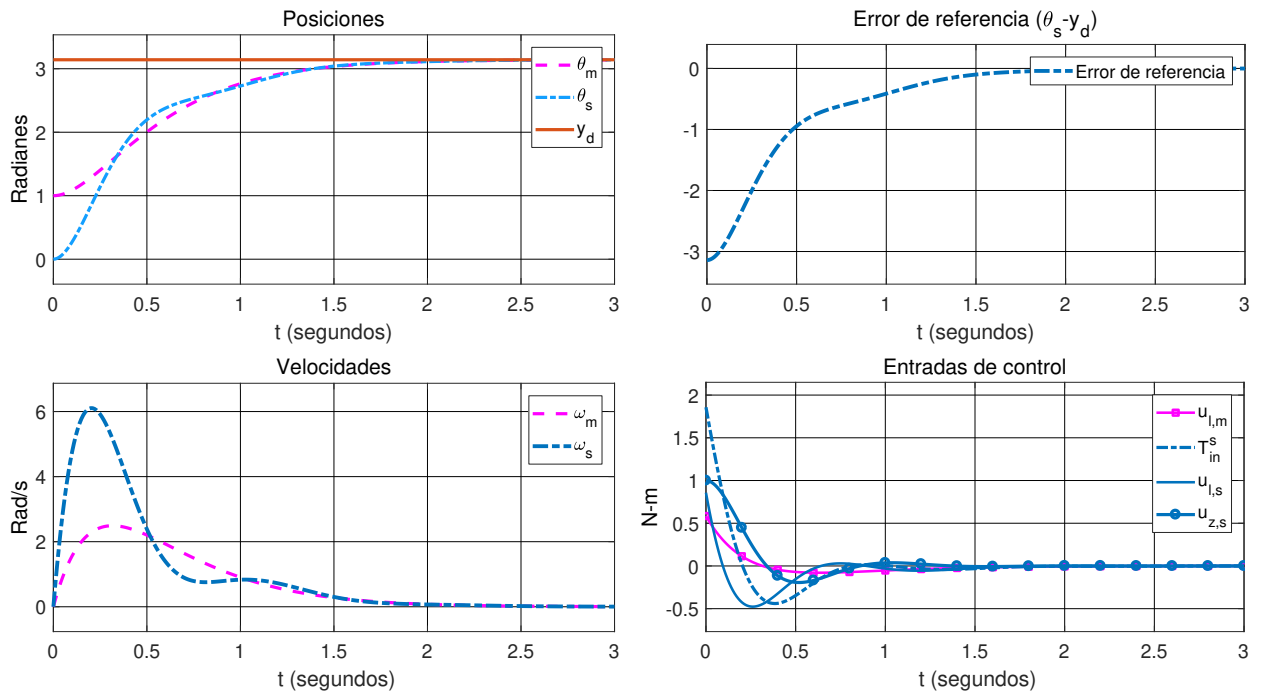 Posiciones
Radianes
3
2
1
0
θm
θs
yd
0 0.5 1 1.5 2 2.5 3
t (segundos)
Error de referencia (θs-yd)
0
-1
-2
-3
Error de referencia
0 0.5 1 1.5 2 2.5 3
t (segundos)
Velocidades
Rad/s
6
4
2
0
ωm
ωs
0 0.5 1 1.5 2 2.5 3
t (segundos)
Entradas de control
N-m
2
1.5
1
0.5
0
-0.5
ul,m
Tsin
ul,s
uz,s
0 0.5 1 1.5 2 2.5 3
t (segundos)